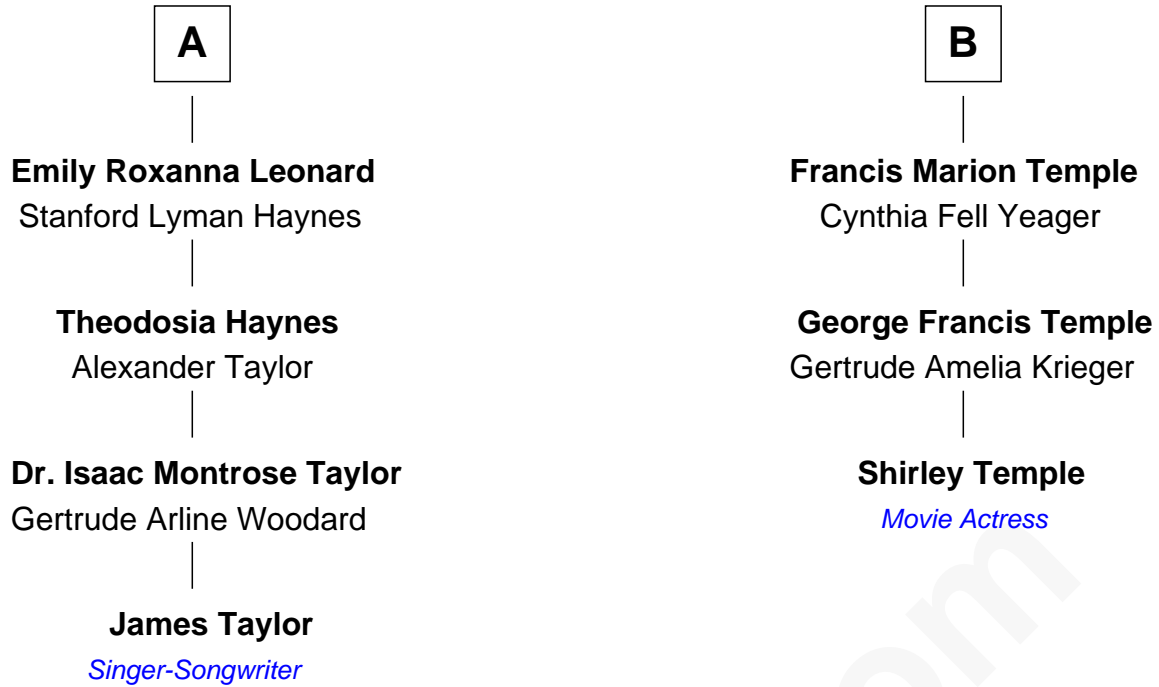 A
Emily Roxanna Leonard
Stanford Lyman Haynes
Theodosia Haynes
Alexander Taylor
Dr. Isaac Montrose Taylor
Gertrude Arline Woodard
James Taylor
Singer-Songwriter
B
Francis Marion Temple
Cynthia Fell Yeager
George Francis Temple
Gertrude Amelia Krieger
Shirley Temple
Movie Actress
om